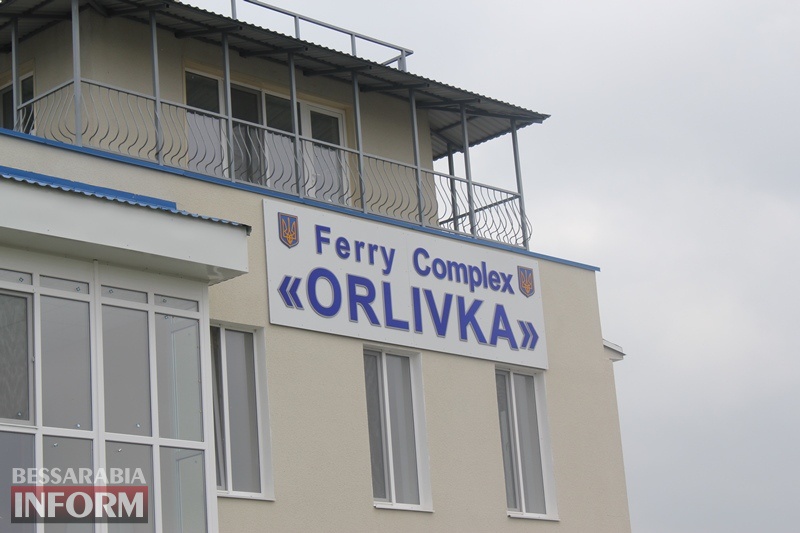 Ferry Complex
«ORLIVKA»
BESSARABIA
INFORM